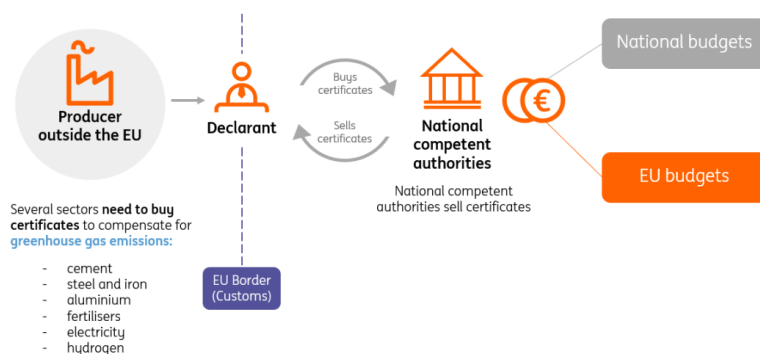 Producer
outside the EU
Declarant
Buys
certificates
Sells
certificates
National
competent
authorities
National competent
authorities sell certificates
€
National budgets
EU budgets
Several sectors need to buy
certificates to compensate for
greenhouse gas emissions:
- cement
- steel and iron
- aluminium
- fertilisers
- electricity
- hydrogen
EU Border
(Customs)